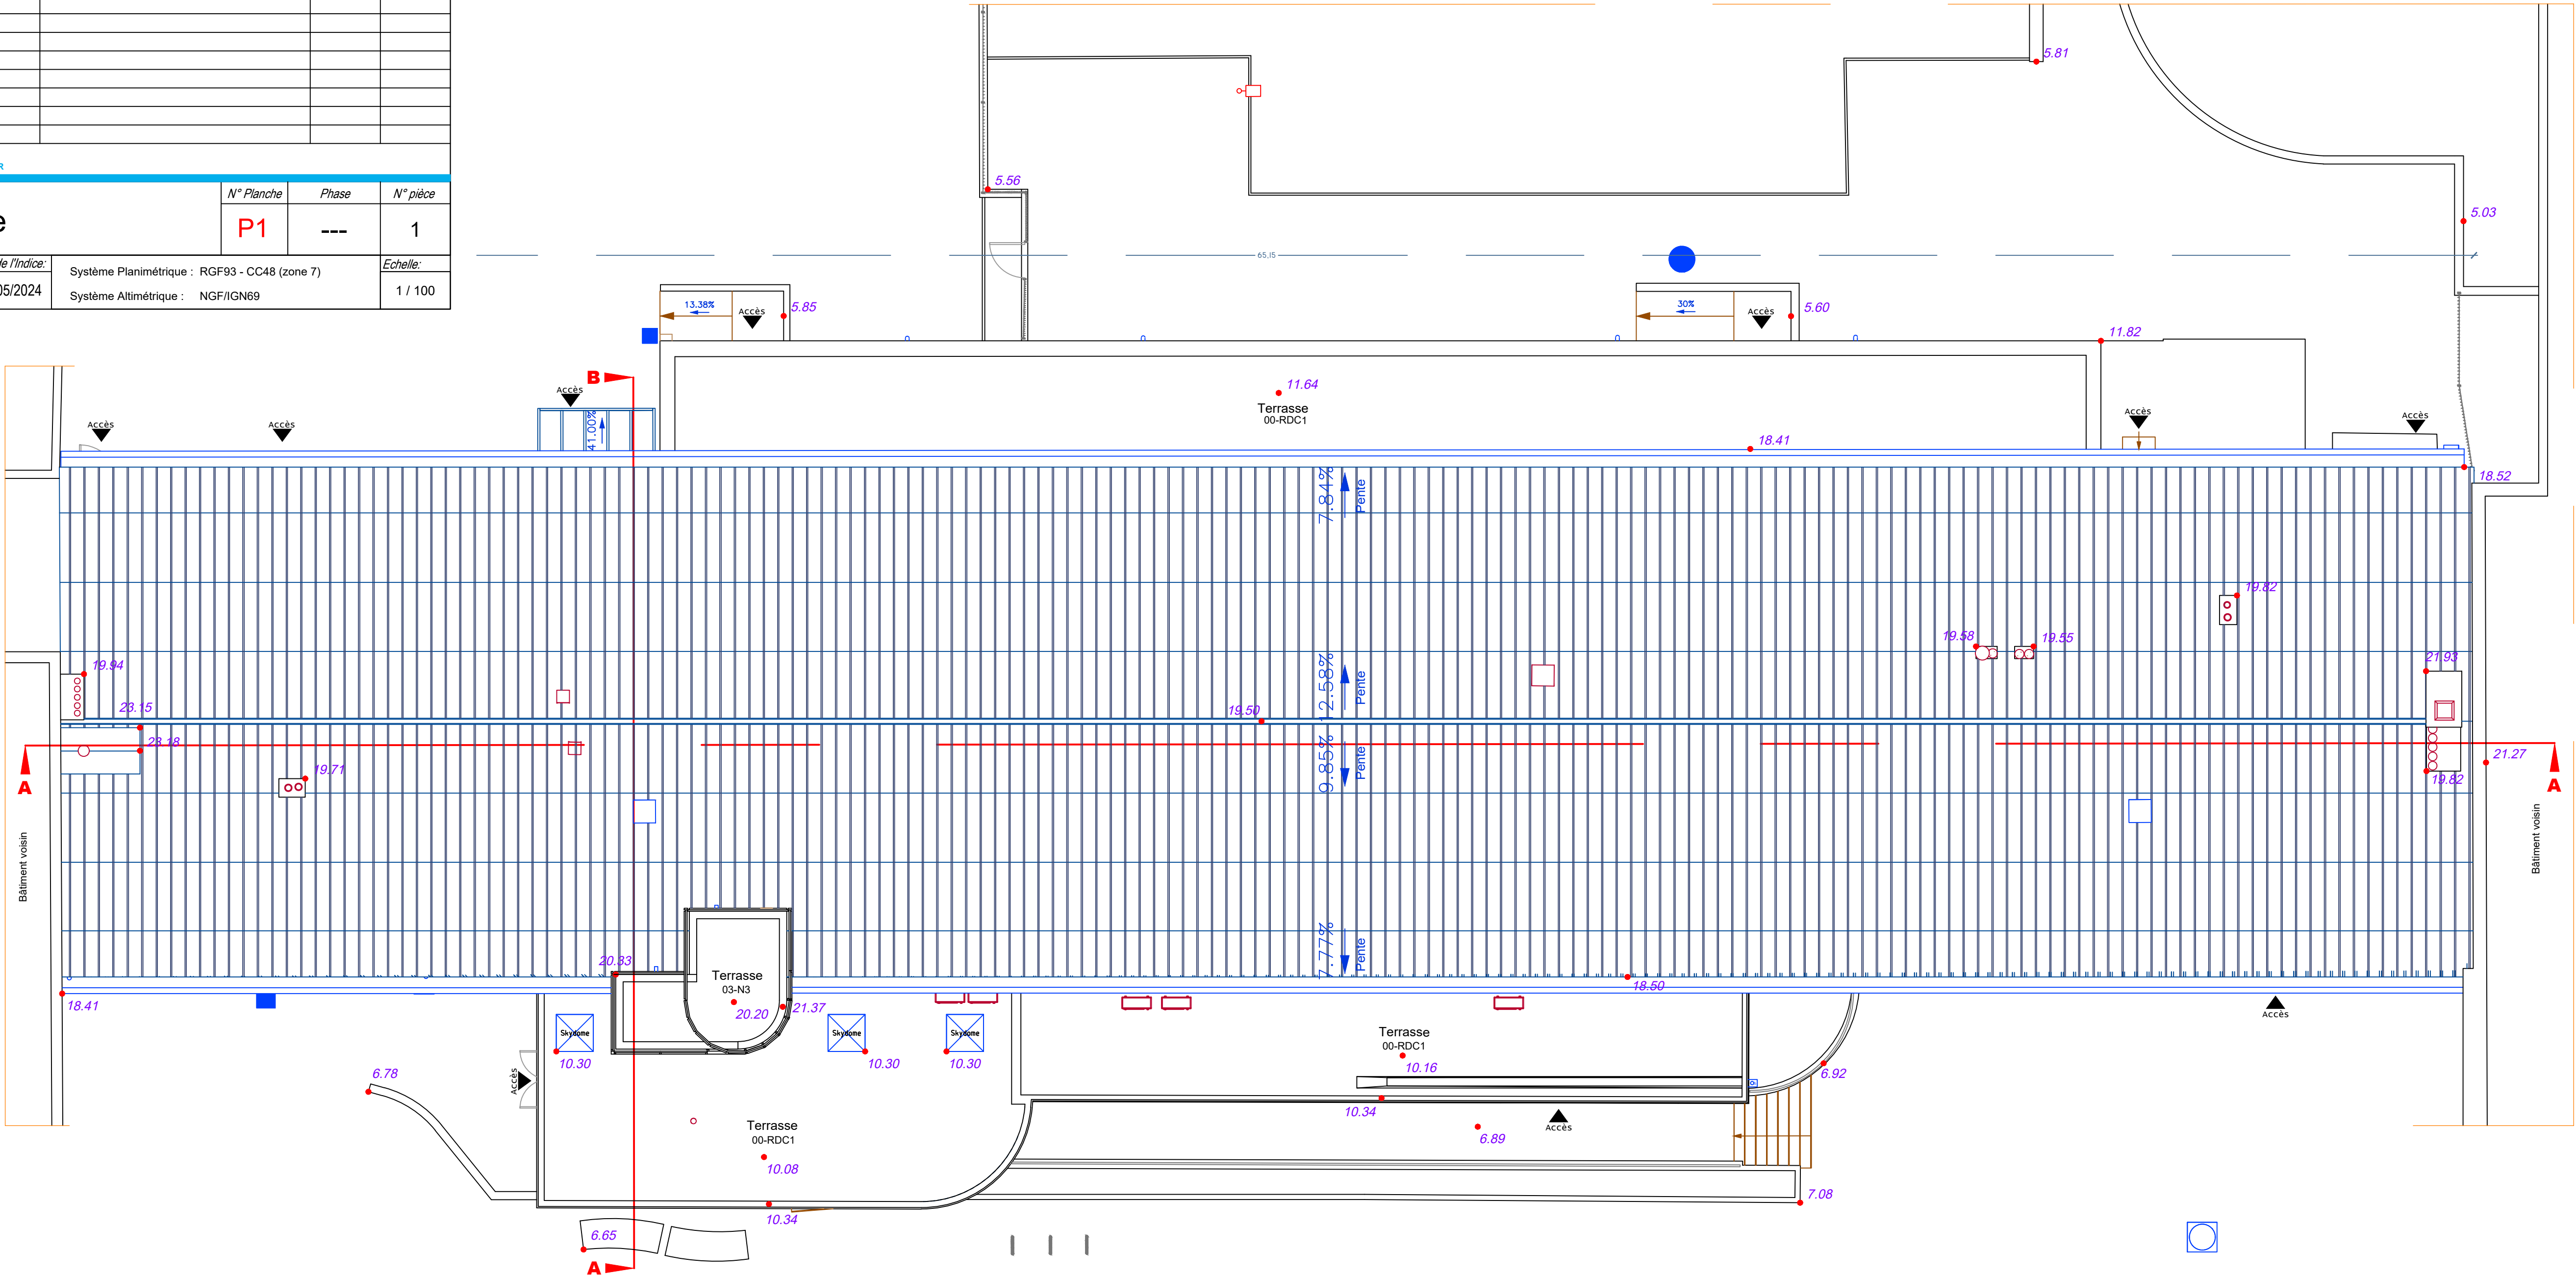 R
N° Planche
Phase
N° pièce
e
P1
---
1
de l'Indice:
05/2024
Système Planimétrique : RGF93 - CC48 (zone 7)
Système Altimétrique : NGF/IGN69
Echelle:
1 / 100
5.81
5.56
5.03
65,15
13.38%
Accès
5.85
30%
Accès
5.60
11.82
B
Accès
11.64
Terrasse
00-RDC1
Accès
Accès
41.00%
Accès
Accès
18.41
18.52
7.84%
Pente
19.82
19.58
19.55
19.94
12.58%
Pente
21.93
23.15
19.50
23.18
9.85%
Pente
21.27
19.71
19.82
A
A
Bâtiment voisin
Bâtiment voisin
7.77%
Pente
20.33
Terrasse
03-N3
20.20
21.37
18.41
18.50
Accès
Skydome
Skydome
Skydome
Terrasse
00-RDC1
10.30
10.30
10.30
10.16
6.78
Accès
6.92
10.34
Accès
Terrasse
00-RDC1
6.89
10.08
7.08
10.34
6.65
A